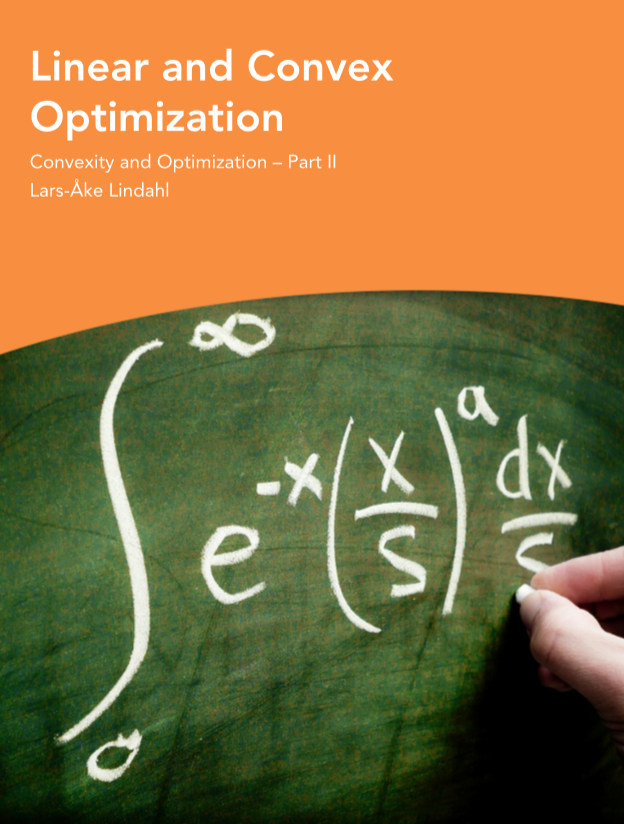 Linear and Convex
Optimization
Convexity and Optimization – Part II
Lars-Åke Lindahl
∞
∫ e^{-x} (x/s)^a dx/s
0